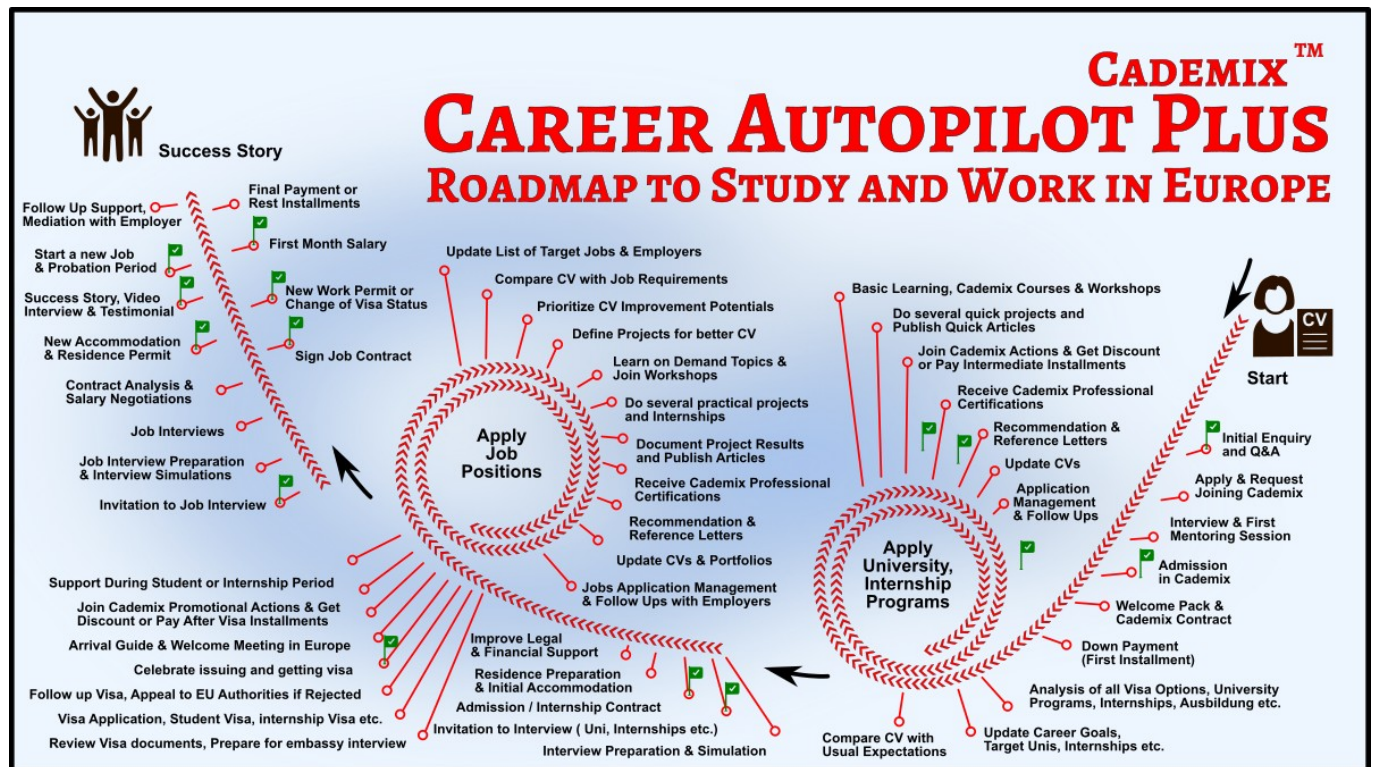 CADEMIX ™
CAREER AUTOPILOT PLUS
ROADMAP TO STUDY AND WORK IN EUROPE
CV
Start
Initial Enquiry
and Q&A
Apply & Request
Joining Cademix
Interview & First
Mentoring Session
Admission
in Cademix
Welcome Pack &
Cademix Contract
Down Payment
(First Installment)
Analysis of all Visa Options, University
Programs, Internships, Ausbildung etc.
Update Career Goals,
Target Unis, Internships etc.
Compare CV with
Usual Expectations
Apply
University,
Internship
Programs
Basic Learning, Cademix Courses & Workshops
Do several quick projects and
Publish Quick Articles
Join Cademix Actions & Get Discount
or Pay Intermediate Installments
Receive Cademix Professional
Certifications
Recommendation &
Reference Letters
Update CVs
Application
Management
& Follow Ups
Interview Preparation & Simulation
Invitation to Interview ( Uni, Internships etc.)
Admission / Internship Contract
Residence Preparation
& Initial Accommodation
Improve Legal
& Financial Support
Review Visa documents, Prepare for embassy interview
Visa Application, Student Visa, internship Visa etc.
Follow up Visa, Appeal to EU Authorities if Rejected
Celebrate issuing and getting visa
Arrival Guide & Welcome Meeting in Europe
Join Cademix Promotional Actions & Get
Discount or Pay After Visa Installments
Support During Student or Internship Period
Apply
Job
Positions
Update List of Target Jobs & Employers
Compare CV with Job Requirements
Prioritize CV Improvement Potentials
Define Projects for better CV
Learn on Demand Topics &
Join Workshops
Do several practical projects
and Internships
Document Project Results
and Publish Articles
Receive Cademix Professional
Certifications
Recommendation &
Reference Letters
Update CVs & Portfolios
Jobs Application Management
& Follow Ups with Employers
Invitation to Job Interview
Job Interview Preparation
& Interview Simulations
Job Interviews
Contract Analysis &
Salary Negotiations
Sign Job Contract
New Accommodation
& Residence Permit
New Work Permit or
Change of Visa Status
Success Story, Video
Interview & Testimonial
Start a new Job
& Probation Period
First Month Salary
Follow Up Support,
Mediation with Employer
Final Payment or
Rest Installments
Success Story